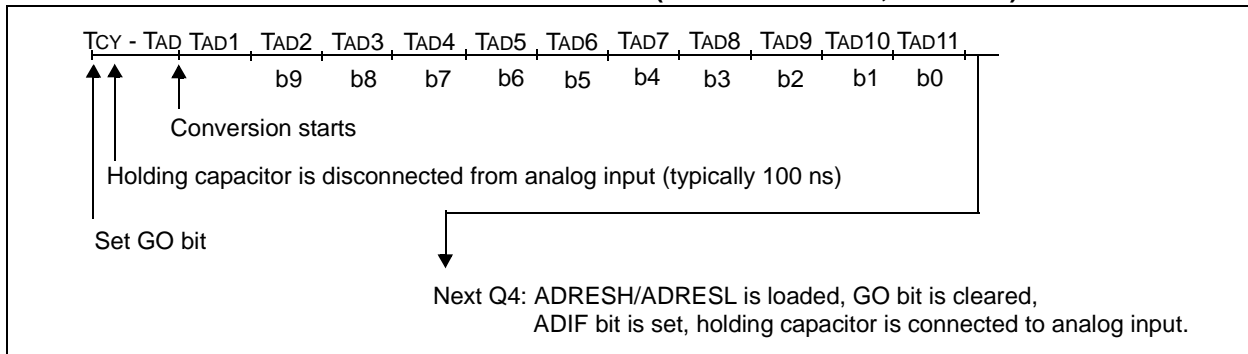 TCY - TAD TAD1 TAD2 TAD3 TAD4 TAD5 TAD6 TAD7 TAD8 TAD9 TAD10 TAD11
b9 b8 b7 b6 b5 b4 b3 b2 b1 b0
Conversion starts
Holding capacitor is disconnected from analog input (typically 100 ns)
Set GO bit
Next Q4: ADRESH/ADRESL is loaded, GO bit is cleared,
ADIF bit is set, holding capacitor is connected to analog input.